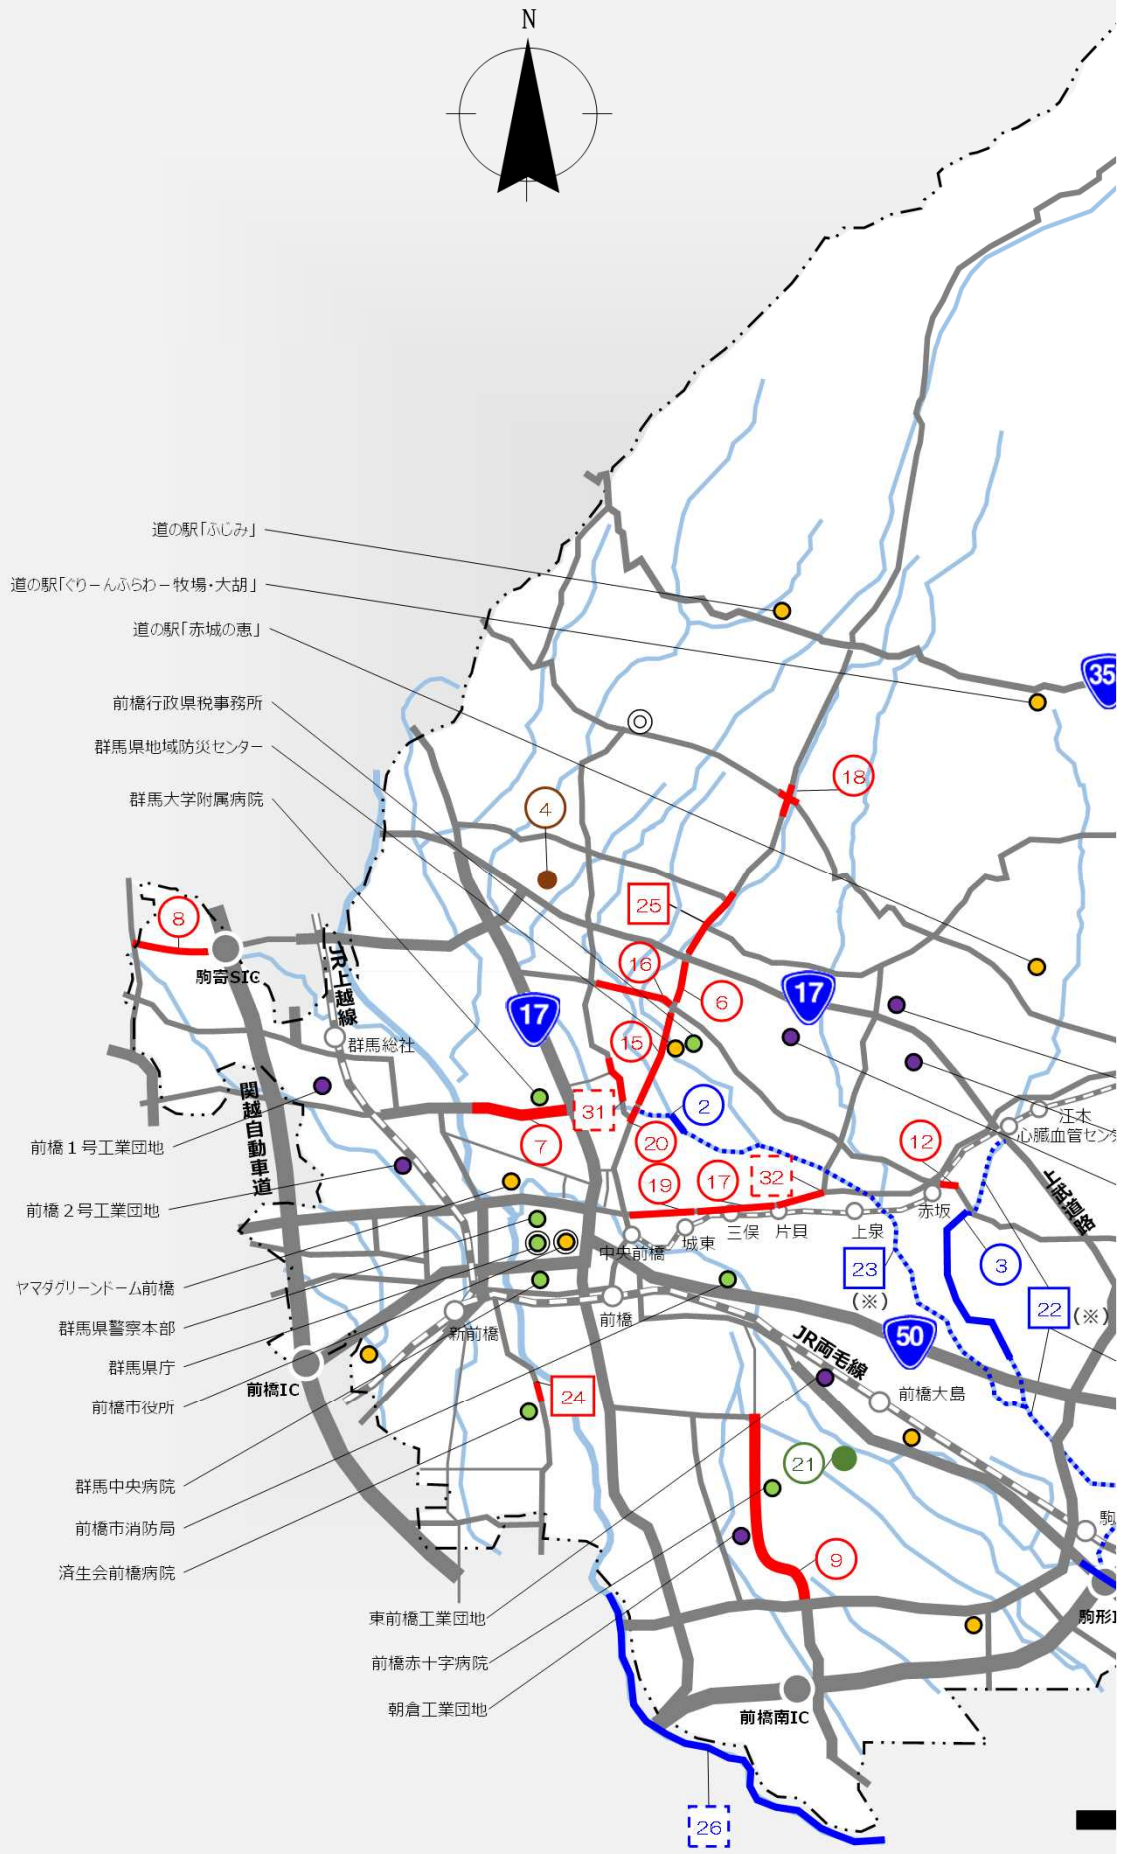 N
道の駅「ふじみ」
道の駅「ぐりーんふらわー牧場・大胡」
道の駅「赤城の恵」
35
前橋行政県税事務所
群馬県地域防災センター
群馬大学附属病院
18
4
25
8
16
駒寄SIC
JR上越線
17
17
6
15
群馬総社
関越自動車道
31
2
江木
心臓血管センタ
前橋1号工業団地
7
20
12
上武道路
19
17
32
赤坂
前橋2号工業団地
三俣
片貝
上泉
城東
中央前橋
23
(※)
3
ヤマダグリーンドーム前橋
22
(※)
群馬県警察本部
新前橋
前橋
50
JR両毛線
群馬県庁
前橋IC
24
前橋大島
前橋市役所
21
群馬中央病院
駒
前橋市消防局
9
済生会前橋病院
東前橋工業団地
駒形I
前橋赤十字病院
朝倉工業団地
前橋南IC
26